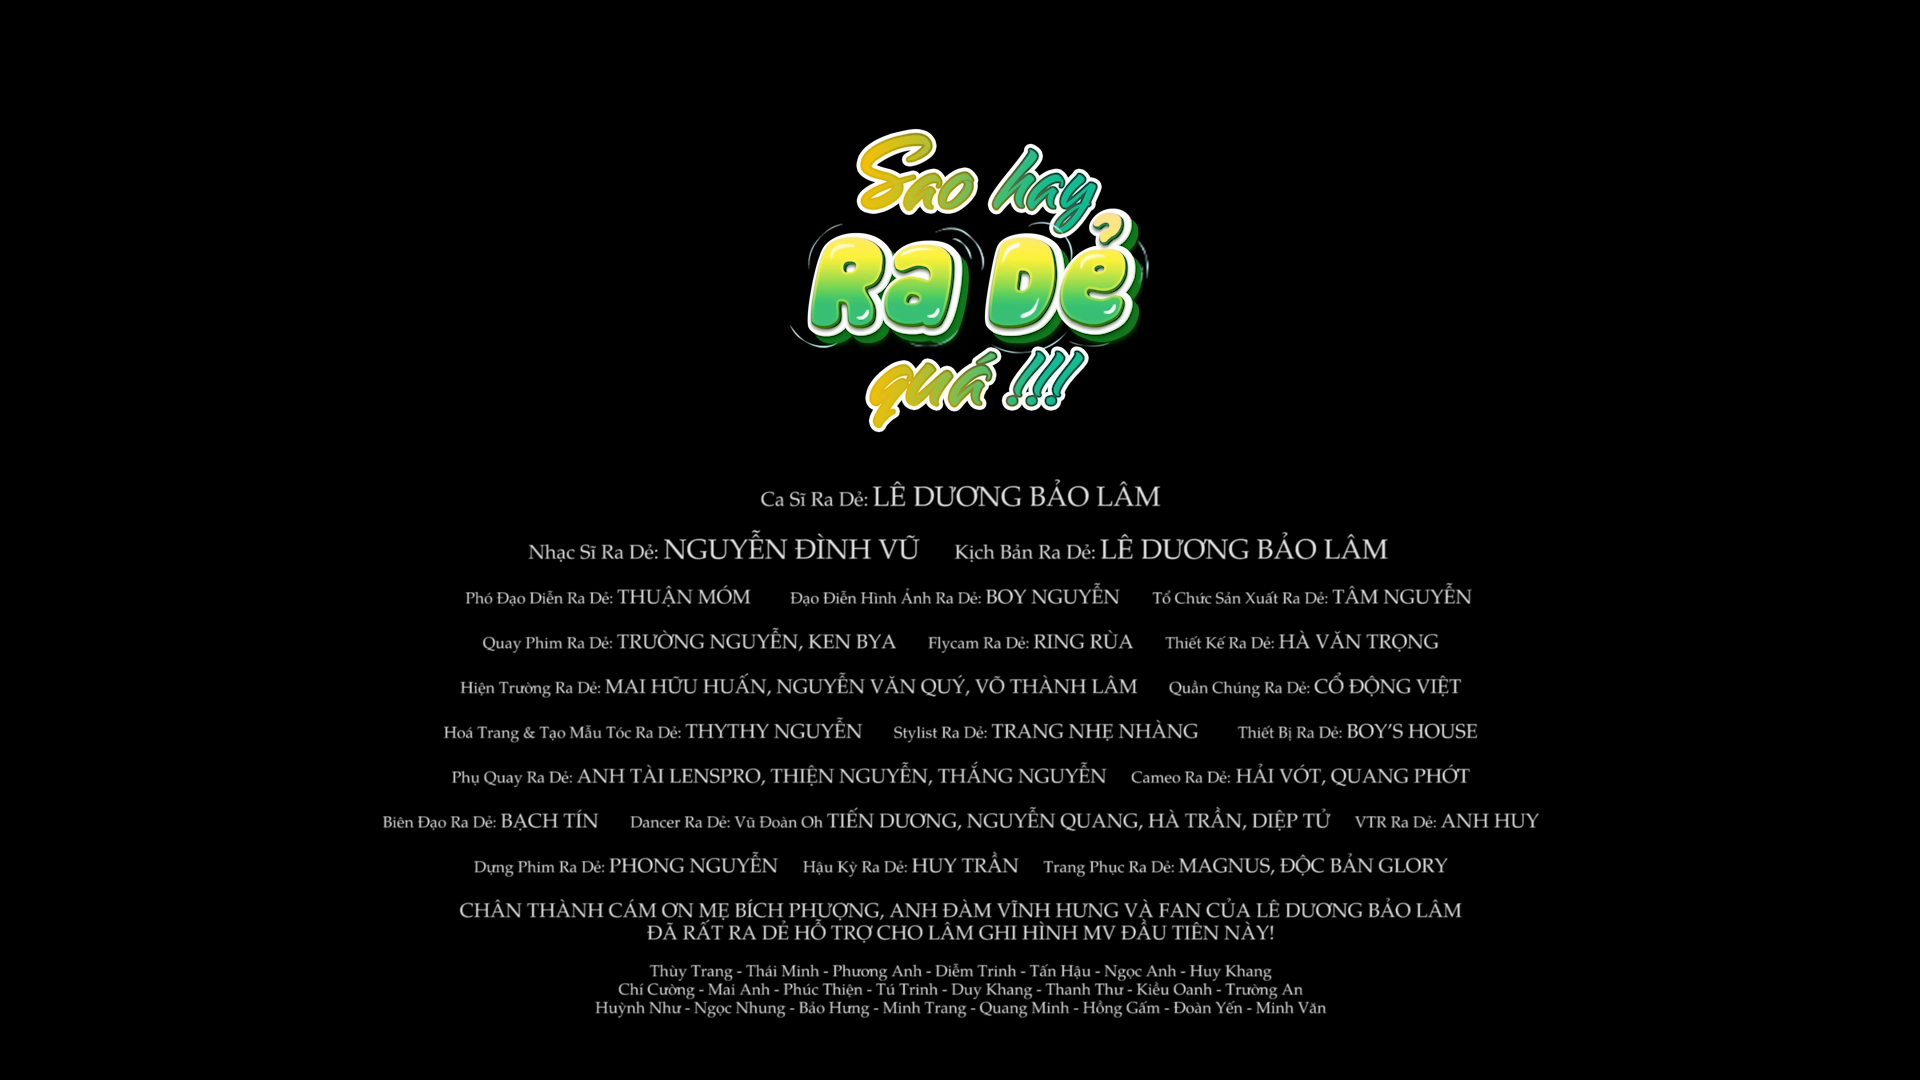 Sao hay
Ra Dẻ
quá !!!
Ca Sĩ Ra Dẻ: LÊ DƯƠNG BẢO LÂM
Nhạc Sĩ Ra Dẻ: NGUYỄN ĐÌNH VŨ Kịch Bản Ra Dẻ: LÊ DƯƠNG BẢO LÂM
Phó Đạo Diễn Ra Dẻ: THUẬN MÓM Đạo Điễn Hình Ảnh Ra Dẻ: BOY NGUYỄN Tổ Chức Sản Xuất Ra Dẻ: TÂM NGUYỄN
Quay Phim Ra Dẻ: TRƯỜNG NGUYỄN, KEN BYA Flycam Ra Dẻ: RING RÙA Thiết Kế Ra Dẻ: HÀ VĂN TRỌNG
Hiện Trường Ra Dẻ: MAI HỮU HUẤN, NGUYỄN VĂN QUÝ, VÕ THÀNH LÂM Quần Chúng Ra Dẻ: CỔ ĐỘNG VIỆT
Hoá Trang & Tạo Mẫu Tóc Ra Dẻ: THYTHY NGUYỄN Stylist Ra Dẻ: TRANG NHẸ NHÀNG Thiết Bị Ra Dẻ: BOY'S HOUSE
Phụ Quay Ra Dẻ: ANH TÀI LENSPRO, THIỆN NGUYỄN, THẮNG NGUYỄN Cameo Ra Dẻ: HẢI VÓT, QUANG PHỚT
Biên Đạo Ra Dẻ: BẠCH TÍN Dancer Ra Dẻ: Vũ Đoàn Oh TIẾN DƯƠNG, NGUYỄN QUANG, HÀ TRẦN, DIỆP TỬ VTR Ra Dẻ: ANH HUY
Dựng Phim Ra Dẻ: PHONG NGUYỄN Hậu Kỳ Ra Dẻ: HUY TRẦN Trang Phục Ra Dẻ: MAGNUS, ĐỘC BẢN GLORY
CHÂN THÀNH CÁM ƠN MẸ BÍCH PHƯỢNG, ANH ĐÀM VĨNH HƯNG VÀ FAN CỦA LÊ DƯƠNG BẢO LÂM
ĐÃ RẤT RA DẺ HỖ TRỢ CHO LÂM GHI HÌNH MV ĐẦU TIÊN NÀY!
Thùy Trang - Thái Minh - Phương Anh - Diễm Trinh - Tấn Hậu - Ngọc Anh - Huy Khang
Chí Cường - Mai Anh - Phúc Thiện - Tú Trinh - Duy Khang - Thanh Thư - Kiều Oanh - Trường An
Huỳnh Như - Ngọc Nhung - Bảo Hưng - Minh Trang - Quang Minh - Hồng Gấm - Đoàn Yến - Minh Văn